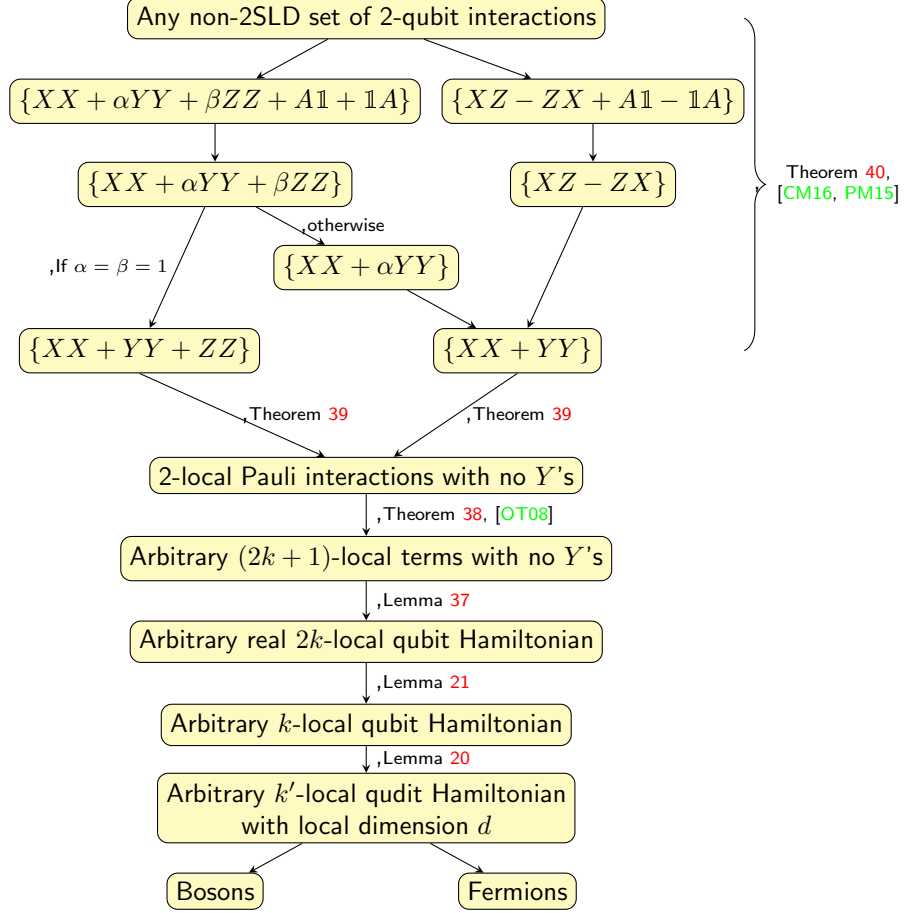 Any non-2SLD set of 2-qubit interactions
{XX + αYY + βZZ + A𝟙 + 𝟙A}
{XZ − ZX + A𝟙 − 𝟙A}
, Theorem 40,
[CM16, PM15]
{XX + αYY + βZZ}
{XZ − ZX}
,otherwise
,If α = β = 1
{XX + αYY}
{XX + YY + ZZ}
{XX + YY}
,Theorem 39
,Theorem 39
2-local Pauli interactions with no Y's
,Theorem 38, [OT08]
Arbitrary (2k + 1)-local terms with no Y's
,Lemma 37
Arbitrary real 2k-local qubit Hamiltonian
,Lemma 21
Arbitrary k-local qubit Hamiltonian
,Lemma 20
Arbitrary k′-local qudit Hamiltonian
with local dimension d
Bosons
Fermions